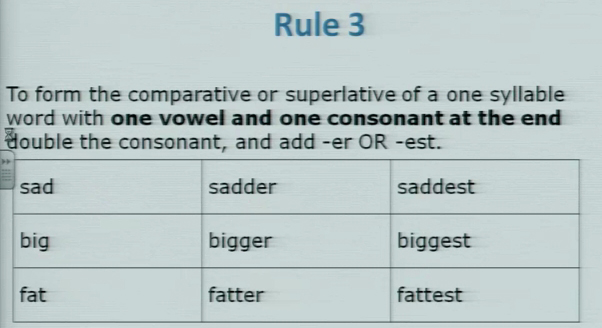 Rule 3
To form the comparative or superlative of a one syllable
word with one vowel and one consonant at the end
double the consonant, and add -er OR -est.
sad sadder saddest
big bigger biggest
fat fatter fattest